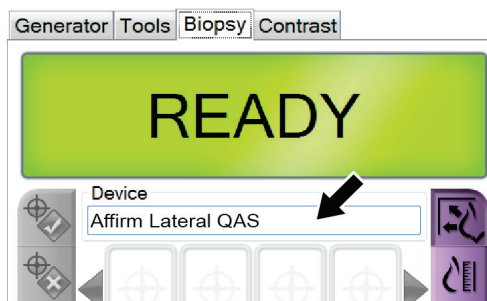 Generator Tools Biopsy Contrast
READY
Device
Affirm Lateral QAS